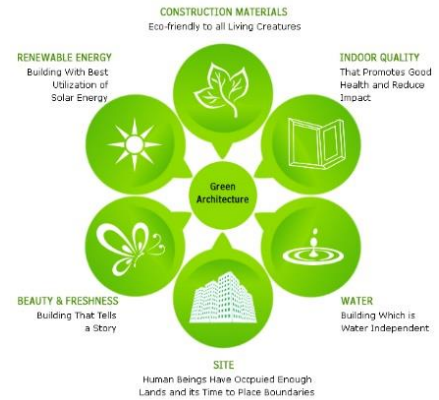 CONSTRUCTION MATERIALS
Eco-friendly to all Living Creatures
RENEWABLE ENERGY
Building With Best
Utilization of
Solar Energy
INDOOR QUALITY
That Promotes Good
Health and Reduce
Impact
Green
Architecture
BEAUTY & FRESHNESS
Building That Tells
a Story
WATER
Building Which is
Water Independent
SITE
Human Beings Have Occpuied Enough
Lands and its Time to Place Boundaries